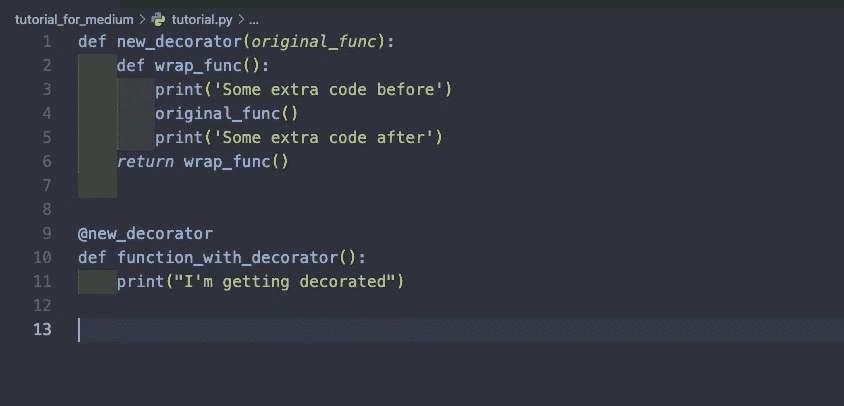 tutorial_for_medium > tutorial.py > ...
1 def new_decorator(original_func):
2     def wrap_func():
3         print('Some extra code before')
4         original_func()
5         print('Some extra code after')
6     return wrap_func()
7
8
9 @new_decorator
10 def function_with_decorator():
11     print("I'm getting decorated")
12
13